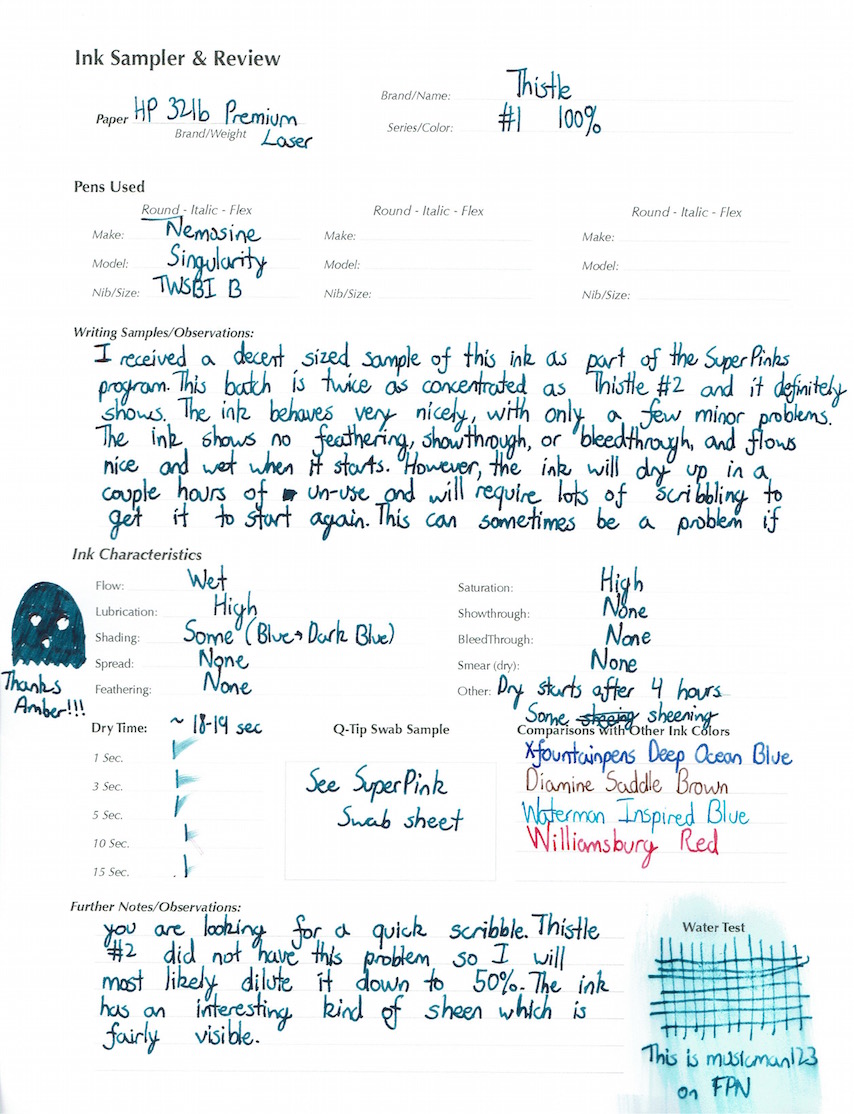 Ink Sampler & Review
Paper HP 32lb Premium Laser
Brand/Weight
Brand/Name: Thistle
Series/Color: #1 100%
Pens Used
Round - Italic - Flex
Make: Nemosine
Model: Singularity
Nib/Size: TWSBI B
Round - Italic - Flex
Make:
Model:
Nib/Size:
Round - Italic - Flex
Make:
Model:
Nib/Size:
Writing Samples/Observations:
I received a decent sized sample of this ink as part of the SuperPinks
program. This batch is twice as concentrated as Thistle #2 and it definitely
shows. The ink behaves very nicely, with only a few minor problems.
The ink shows no feathering, showthrough, or bleedthrough, and flows
nice and wet when it starts. However, the ink will dry up in a
couple hours of un-use and will require lots of scribbling to
get it to start again. This can sometimes be a problem if
Ink Characteristics
Flow: Wet
Lubrication: High
Shading: Some (Blue→Dark Blue)
Spread: None
Feathering: None
Saturation: High
Showthrough: None
BleedThrough: None
Smear (dry): None
Other: Dry starts after 4 hours
Some sheeing sheening
Thanks
Amber!!!
Dry Time: ~ 18-19 sec
1 Sec.
3 Sec.
5 Sec.
10 Sec.
15 Sec.
Q-Tip Swab Sample
See SuperPink
Swab sheet
Comparisons with Other Ink Colors
Xfountainpens Deep Ocean Blue
Diamine Saddle Brown
Waterman Inspired Blue
Williamsburg Red
Further Notes/Observations:
you are looking for a quick scribble. Thistle
#2 did not have this problem so I will
most likely dilute it down to 50%. The ink
has an interesting kind of sheen which is
fairly visible.
Water Test
This is musicman123
on FPN